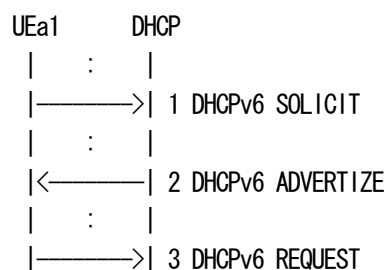 UEa1 DHCP
| : |
|------->| 1 DHCPv6 SOLICIT
| : |
|<-------| 2 DHCPv6 ADVERTIZE
| : |
|------->| 3 DHCPv6 REQUEST